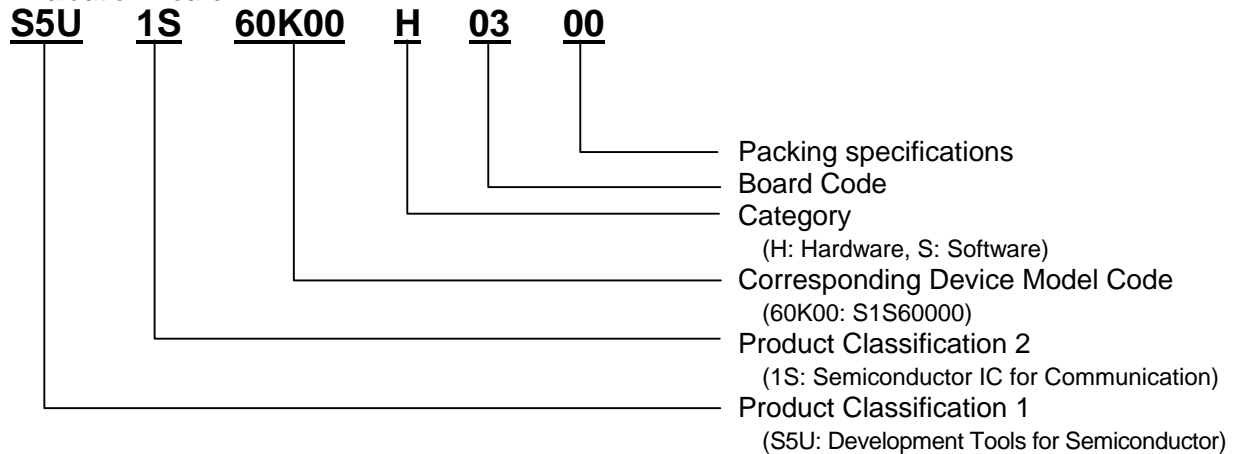 S5U 1S 60K00 H 03 00
Packing specifications
Board Code
Category
(H: Hardware, S: Software)
Corresponding Device Model Code
(60K00: S1S60000)
Product Classification 2
(1S: Semiconductor IC for Communication)
Product Classification 1
(S5U: Development Tools for Semiconductor)